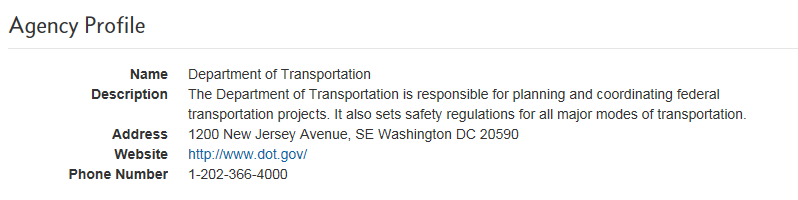 Agency Profile
Name Department of Transportation
Description The Department of Transportation is responsible for planning and coordinating federal
transportation projects. It also sets safety regulations for all major modes of transportation.
Address 1200 New Jersey Avenue, SE Washington DC 20590
Website http://www.dot.gov/
Phone Number 1-202-366-4000